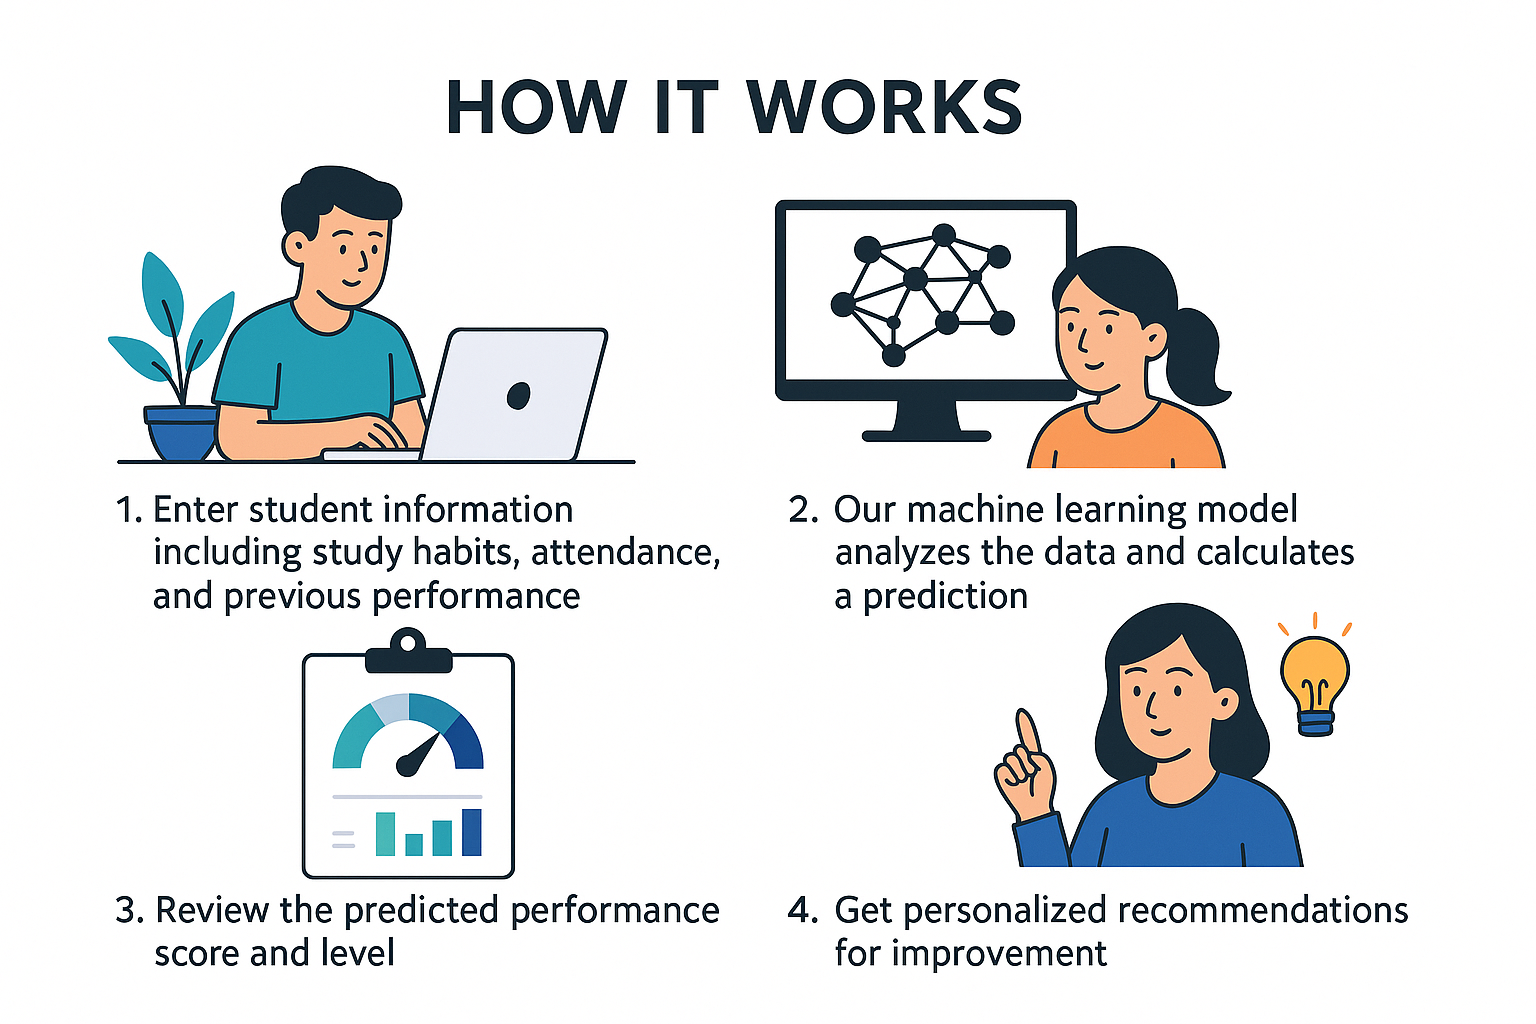 HOW IT WORKS
1. Enter student information
including study habits, attendance,
and previous performance
2. Our machine learning model
analyzes the data and calculates
a prediction
3. Review the predicted performance
score and level
4. Get personalized recommendations
for improvement